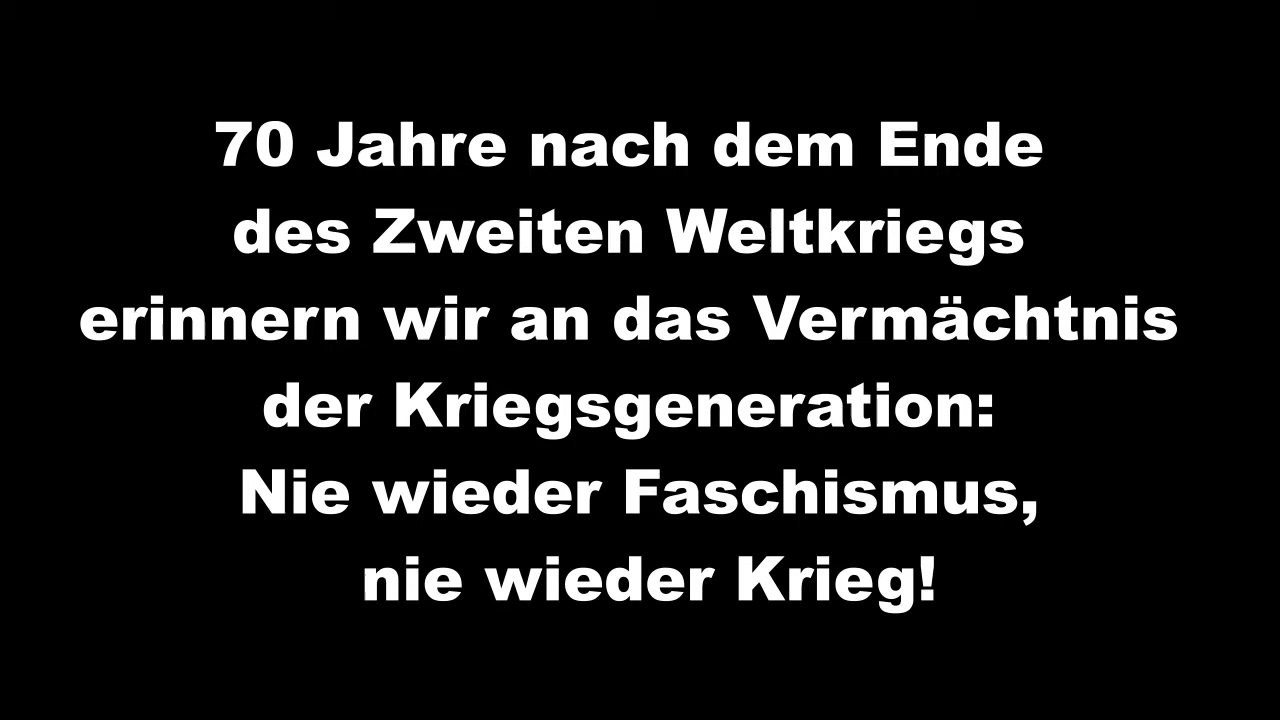 70 Jahre nach dem Ende
des Zweiten Weltkriegs
erinnern wir an das Vermächtnis
der Kriegsgeneration:
Nie wieder Faschismus,
nie wieder Krieg!